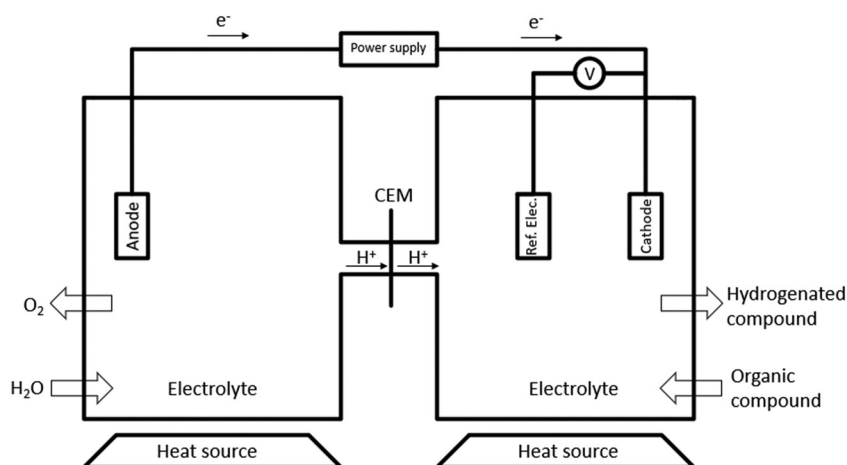 e⁻
e⁻
Power supply
V
CEM
Anode
Ref. Elec.
Cathode
H⁺
H⁺
O₂
Hydrogenated
compound
H₂O
Electrolyte
Electrolyte
Organic
compound
Heat source
Heat source